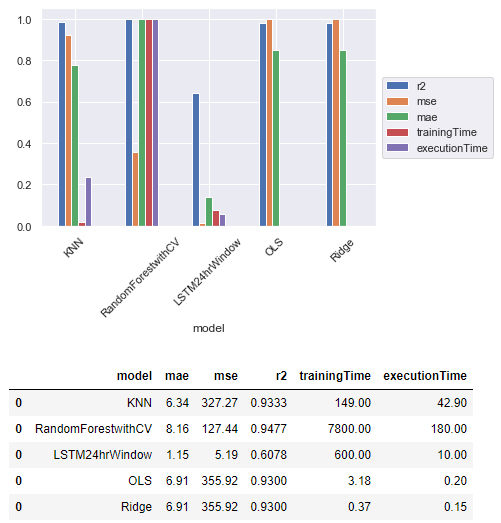 1.0
0.8
0.6
0.4
0.2
0.0
KNN
RandomForestwithCV
LSTM24hrWindow
OLS
Ridge
model
r2
mse
mae
trainingTime
executionTime
model mae mse r2 trainingTime executionTime
0 KNN 6.34 327.27 0.9333 149.00 42.90
0 RandomForestwithCV 8.16 127.44 0.9477 7800.00 180.00
0 LSTM24hrWindow 1.15 5.19 0.6078 600.00 10.00
0 OLS 6.91 355.92 0.9300 3.18 0.20
0 Ridge 6.91 355.92 0.9300 0.37 0.15